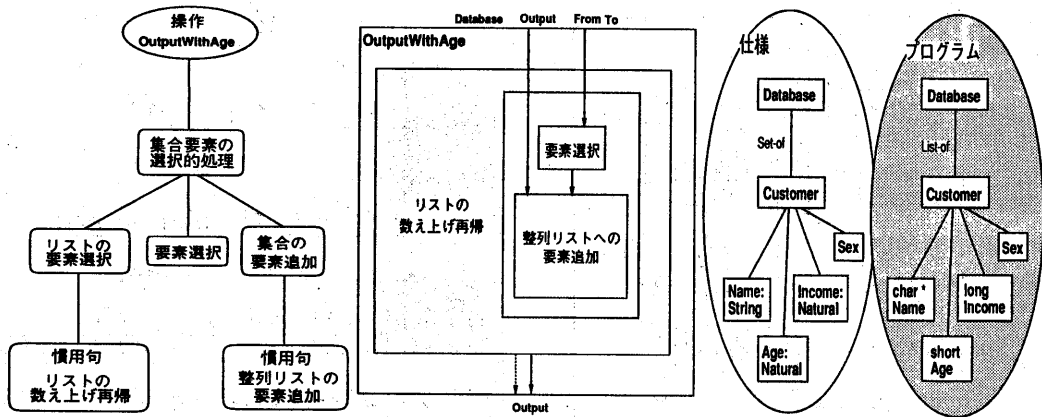 操作
OutputWithAge
集合要素の
選択的処理
リストの
要素選択
要素選択
集合の
要素追加
慣用句
リストの
数え上げ再帰
慣用句
整列リストの
要素追加
Database Output From To
OutputWithAge
要素選択
リストの
数え上げ再帰
整列リストへの
要素追加
Output
仕様
Database
Set-of
Customer
Sex
Name:
String
Income:
Natural
Age:
Natural
プログラム
Database
List-of
Customer
Sex
char *
Name
long
Income
short
Age